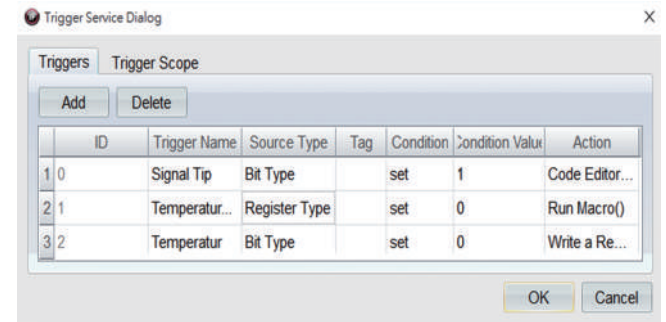 Trigger Service Dialog
X
Triggers Trigger Scope
Add Delete
ID Trigger Name Source Type Tag Condition Condition Value Action
1 0 Signal Tip Bit Type set 1 Code Editor...
2 1 Temperatur... Register Type set 0 Run Macro()
3 2 Temperatur Bit Type set 0 Write a Re...
OK Cancel